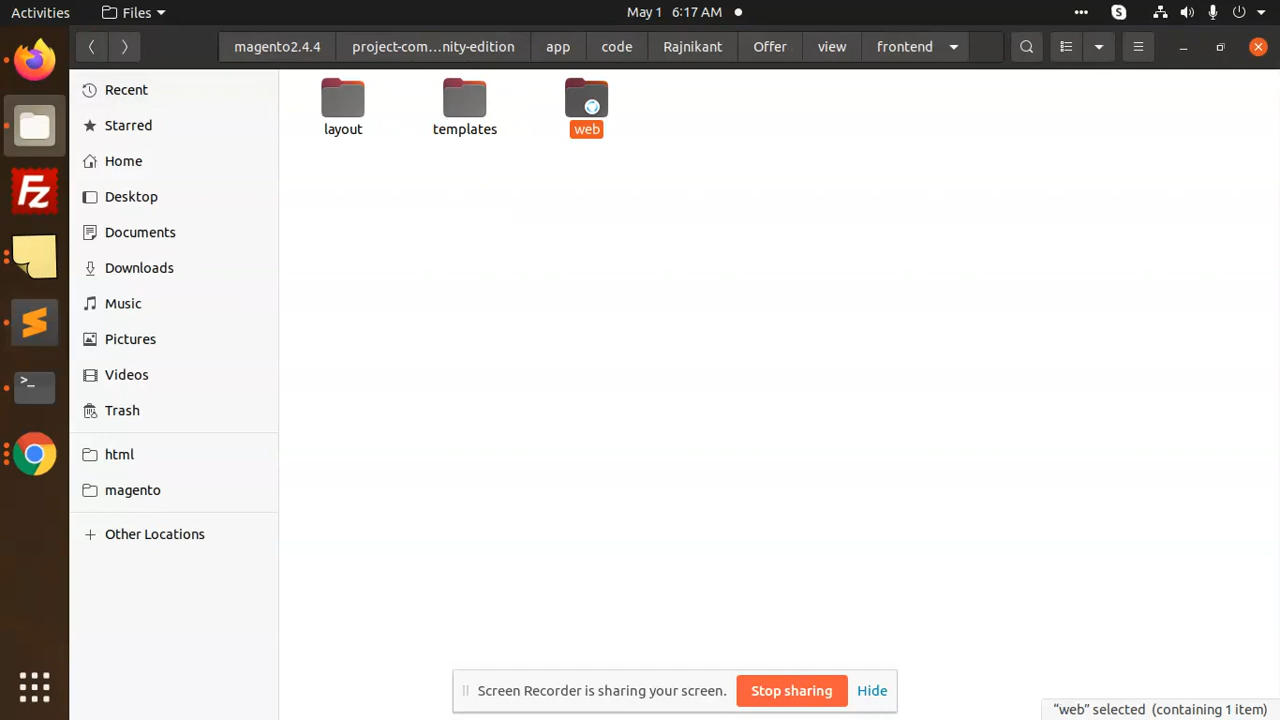 Activities Files May 1 6:17 AM
magento2.4.4 project-com...nity-edition app code Rajnikant Offer view frontend
Recent
Starred
Home
Desktop
Documents
Downloads
Music
Pictures
Videos
Trash
html
magento
Other Locations
layout templates web
Screen Recorder is sharing your screen. Stop sharing Hide
"web" selected (containing 1 item)